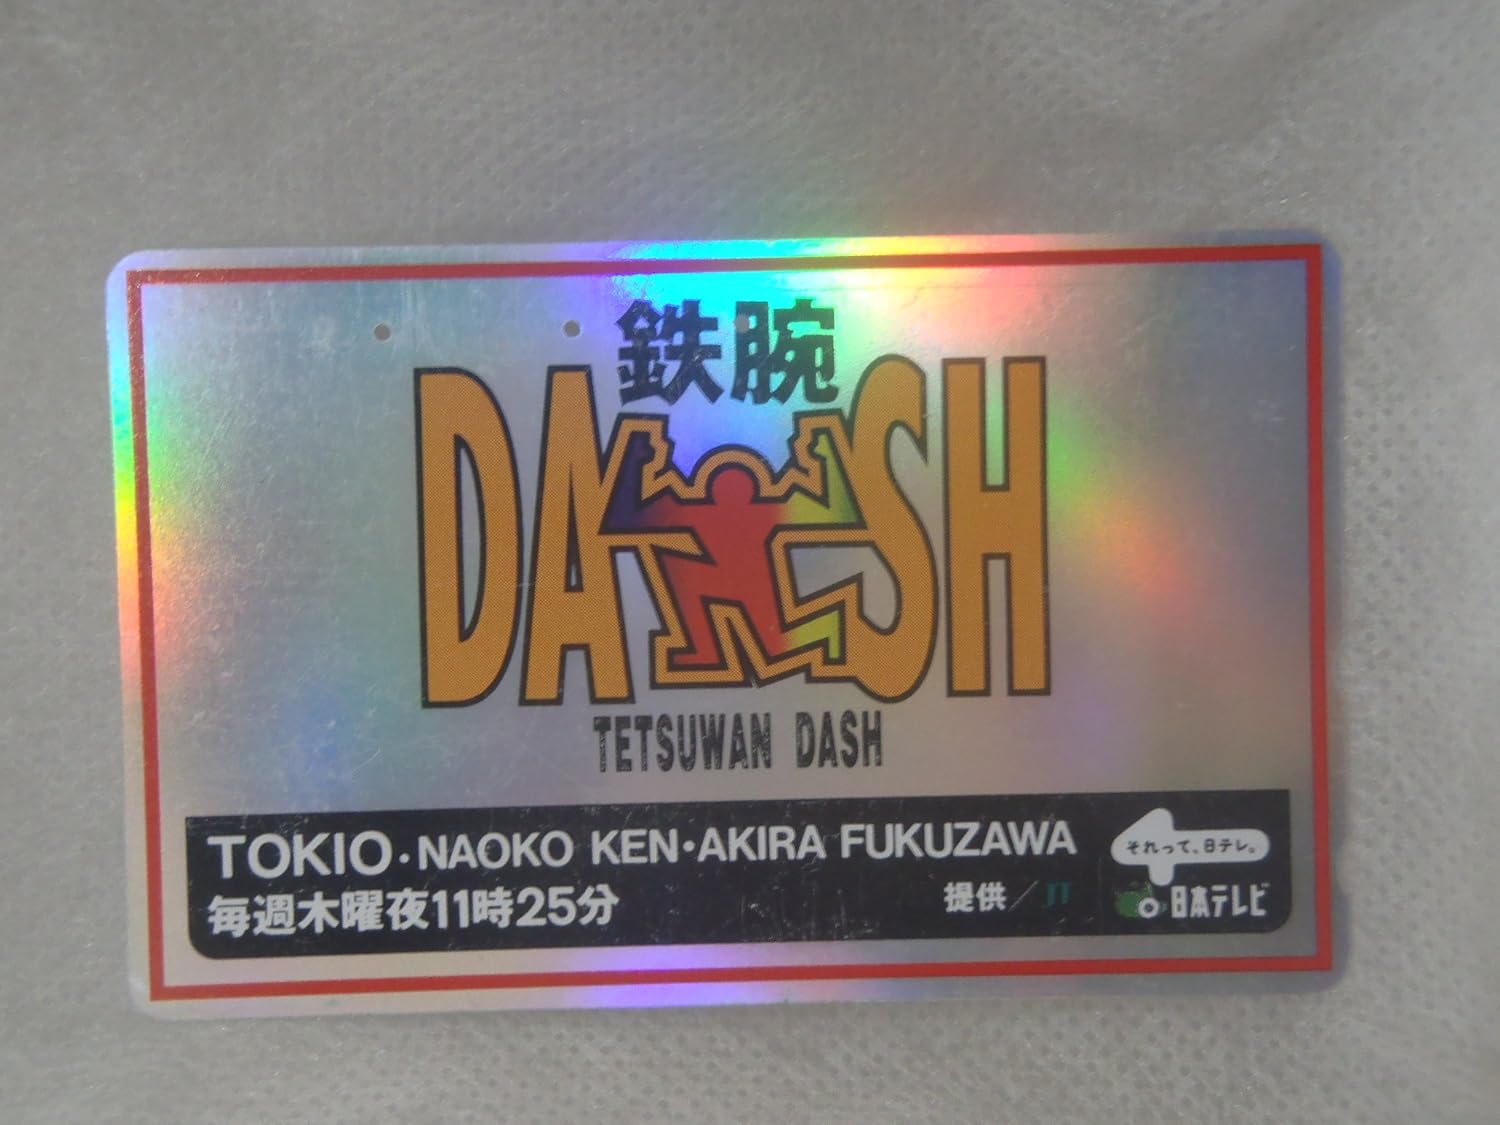 鉄腕
DASH
TETSUWAN DASH
TOKIO・NAOKO KEN・AKIRA FUKUZAWA
毎週木曜夜11時25分
提供/JT
それって、日テレ。
日本テレビ